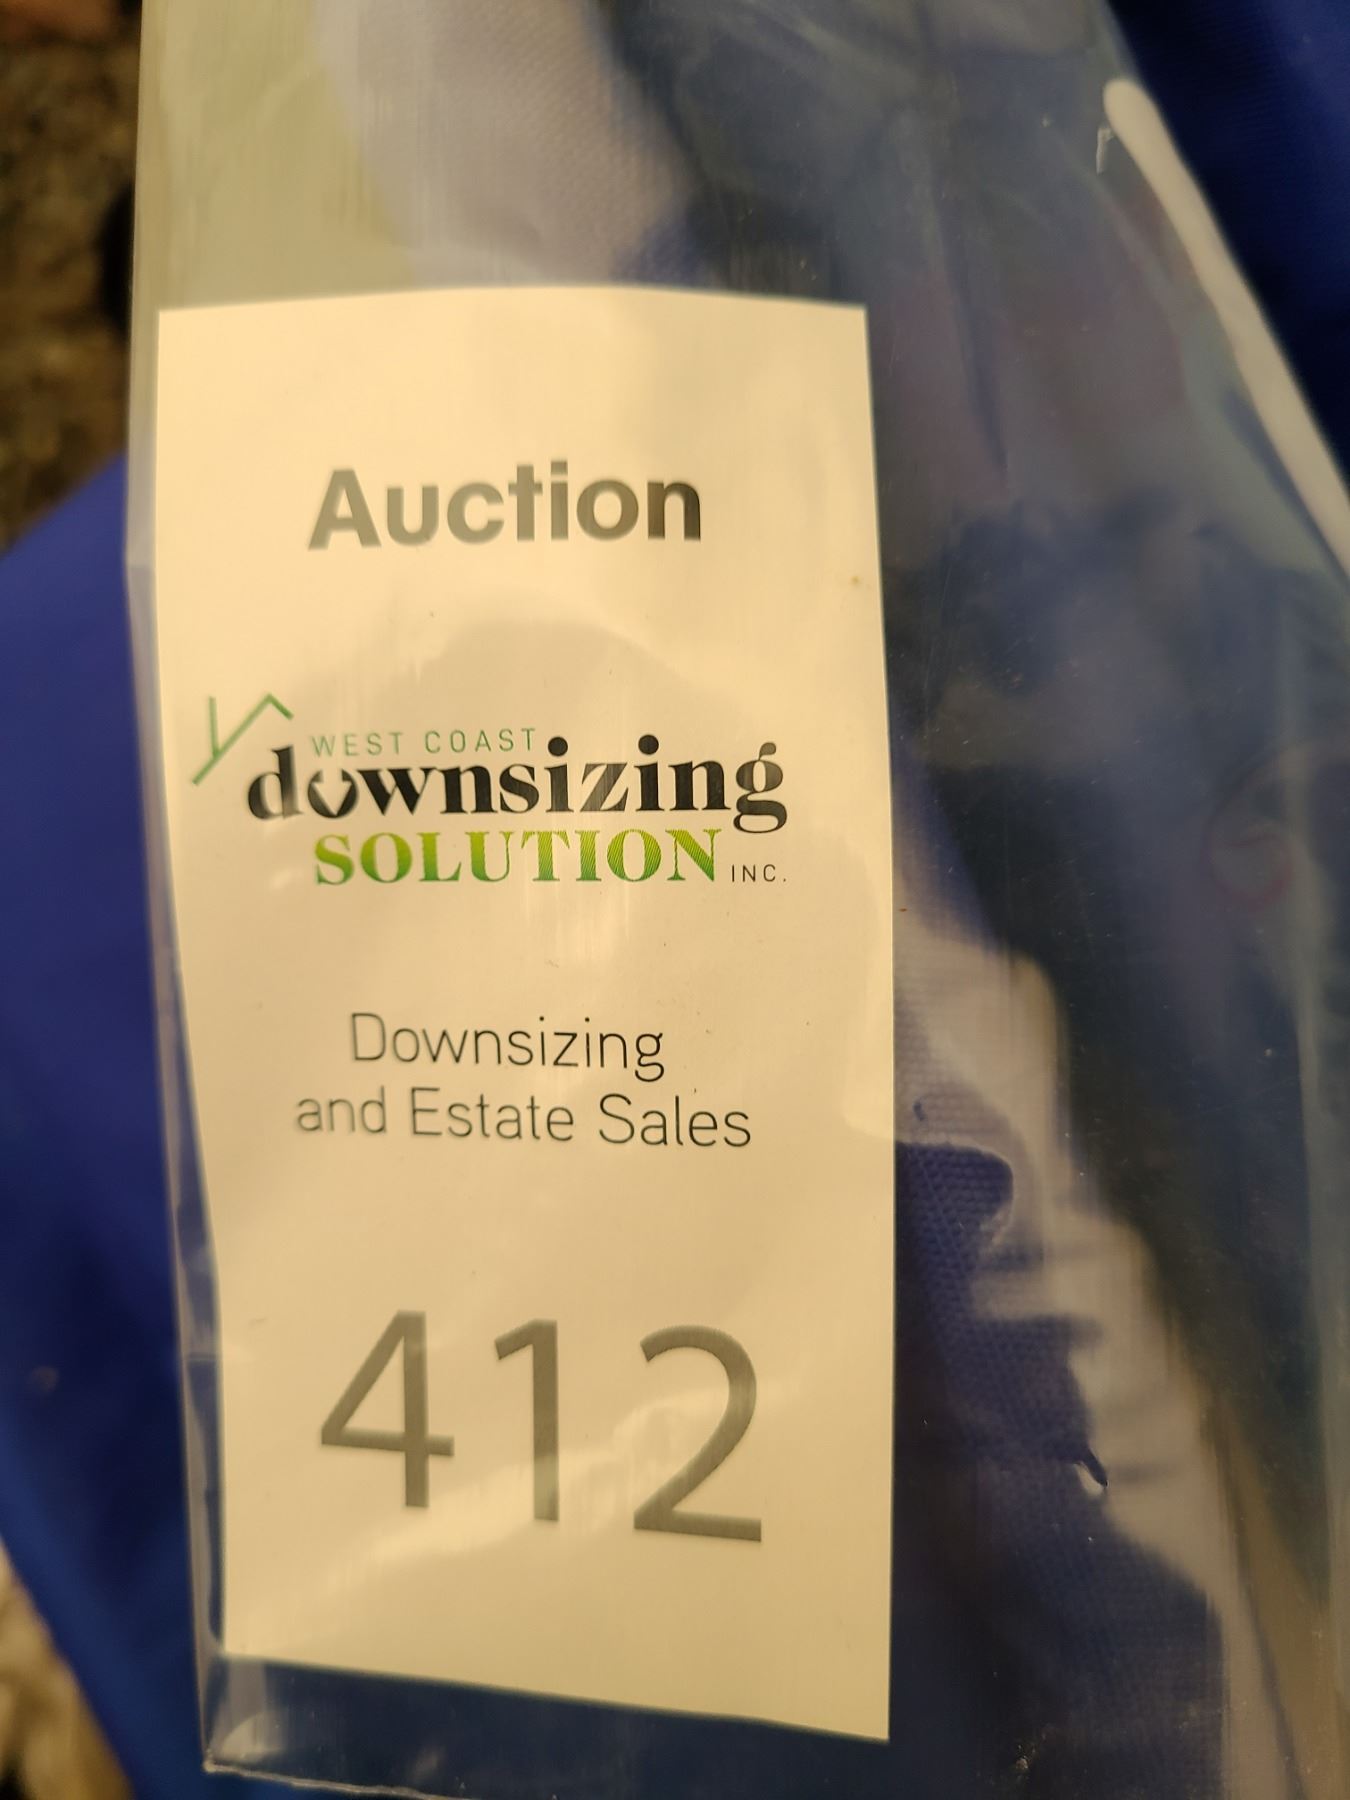 Auction
WEST COAST
downsizing
SOLUTION INC.
Downsizing
and Estate Sales
412